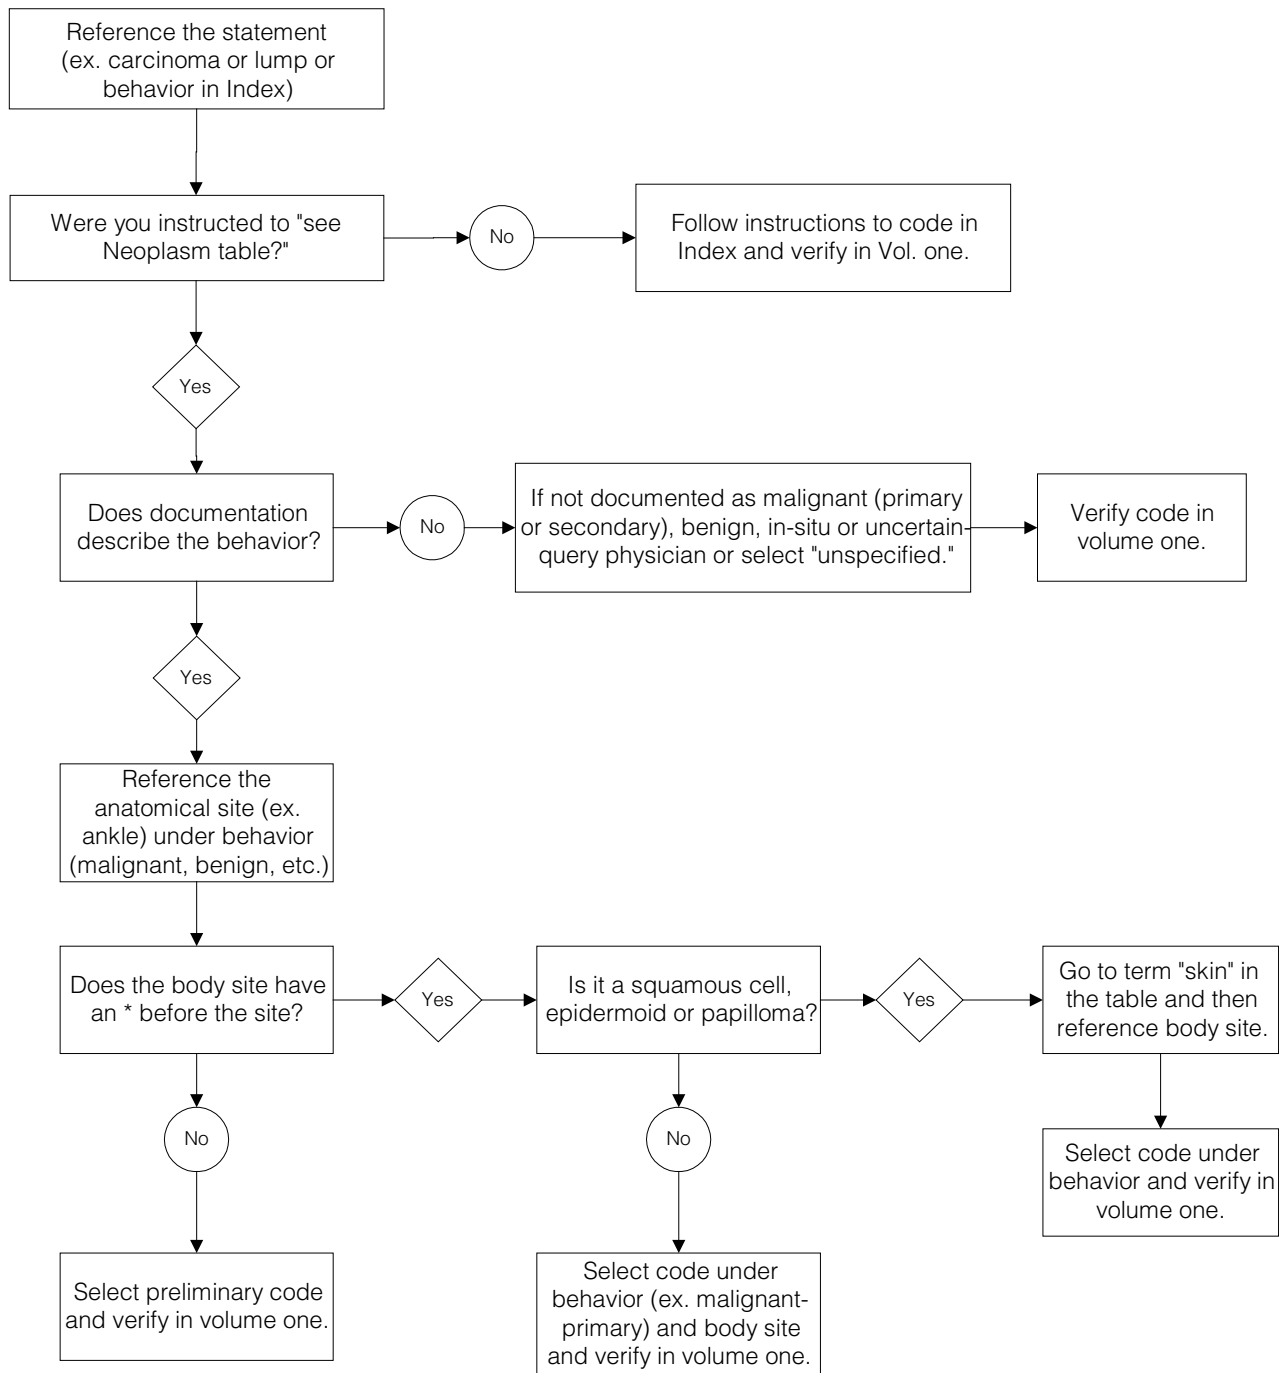 Reference the statement
(ex. carcinoma or lump or
behavior in Index)
Were you instructed to "see
Neoplasm table?"
No
Follow instructions to code in
Index and verify in Vol. one.
Yes
Does documentation
describe the behavior?
No
If not documented as malignant (primary
or secondary), benign, in-situ or uncertain-
query physician or select "unspecified."
Verify code in
volume one.
Yes
Reference the
anatomical site (ex.
ankle) under behavior
(malignant, benign, etc.)
Does the body site have
an * before the site?
Yes
Is it a squamous cell,
epidermoid or papilloma?
Yes
Go to term "skin" in
the table and then
reference body site.
No
No
Select code under
behavior and verify in
volume one.
Select preliminary code
and verify in volume one.
Select code under
behavior (ex. malignant-
primary) and body site
and verify in volume one.